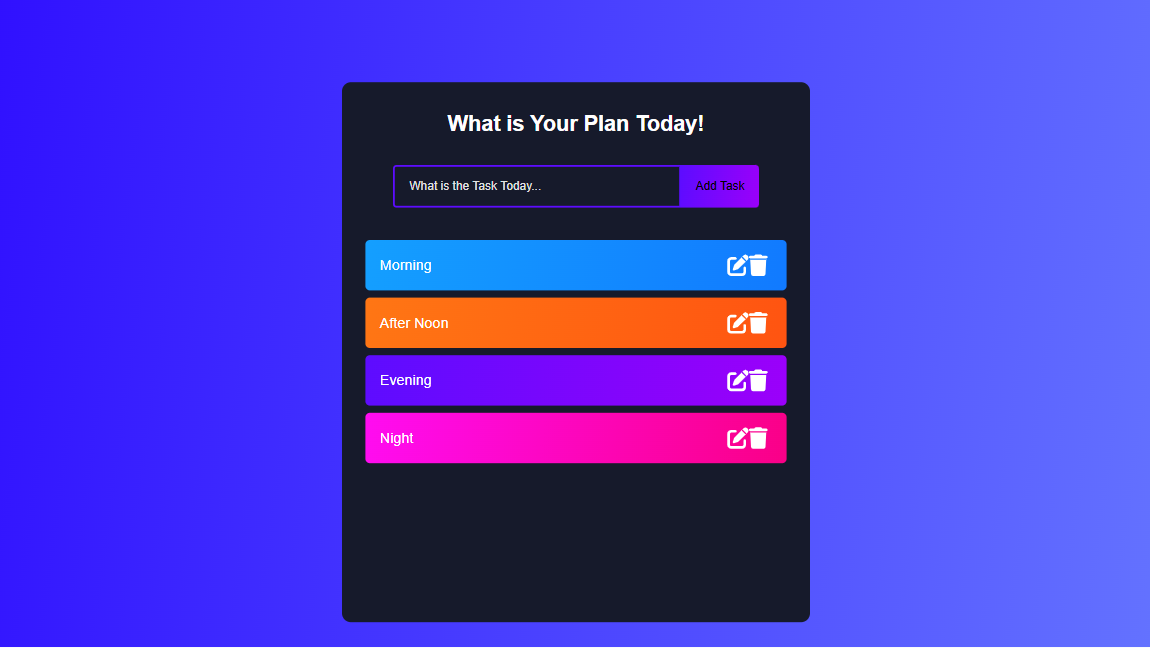 What is Your Plan Today!
What is the Task Today...
Add Task
Morning
After Noon
Evening
Night